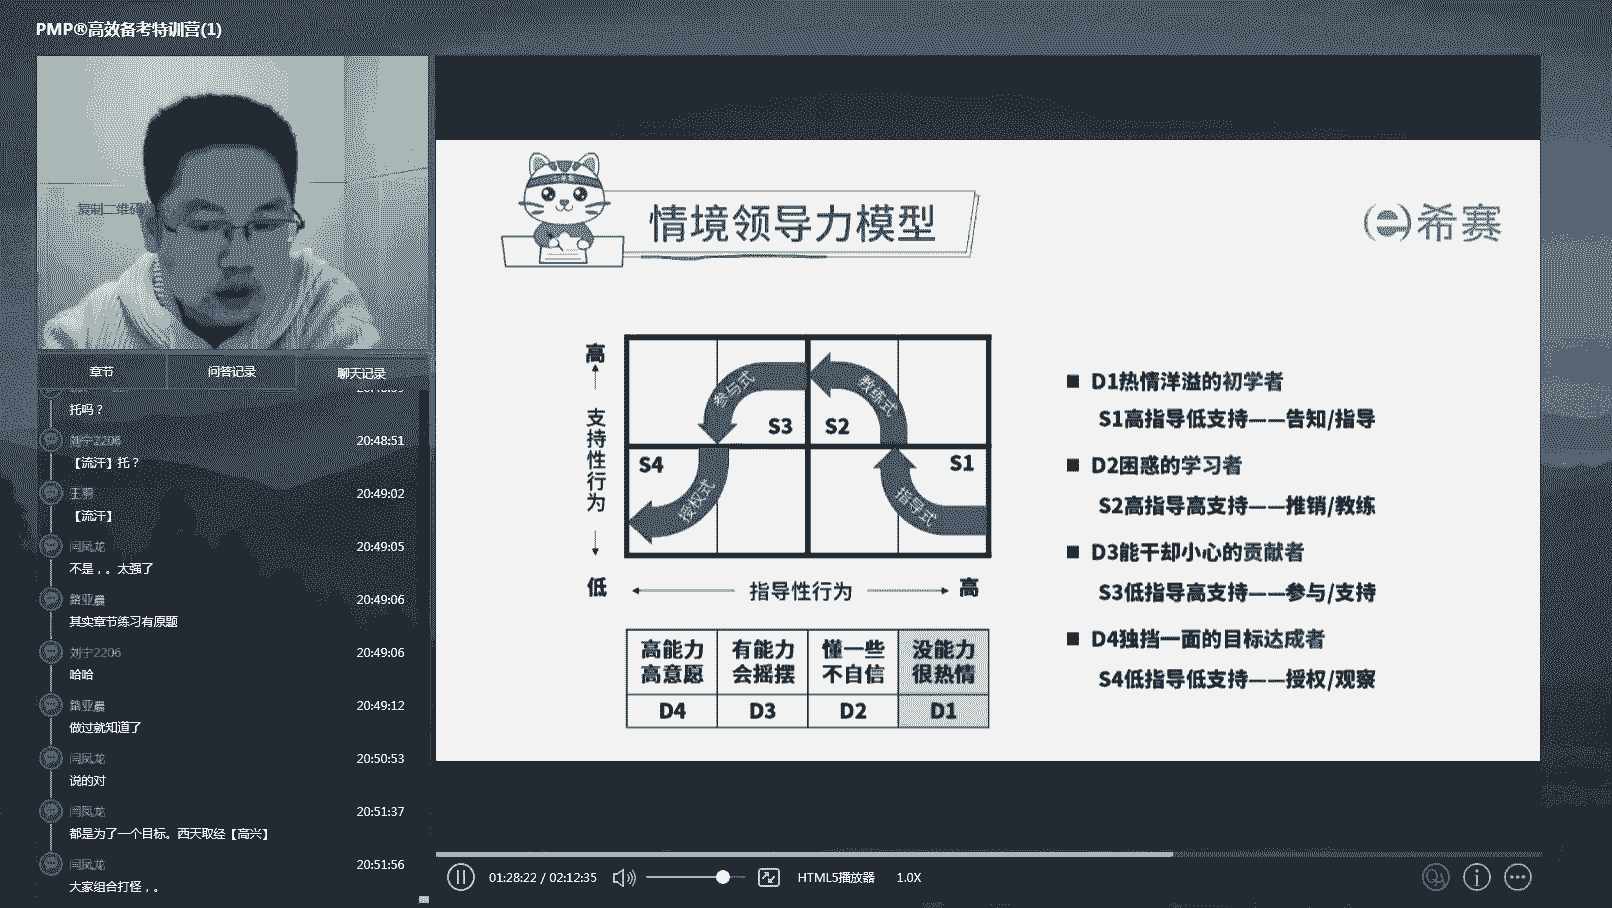 PMP®高效备考特训营(1)
复制二维码
章节
问答记录
聊天记录
托吗？
刘宁2206
20:48:51
【流汗】托？
20:49:02
【流汗】
闫凤龙
20:49:05
不是，。太强了
20:49:06
其实章节练习有原题
刘宁2206
20:49:06
哈哈
20:49:12
做过就知道了
闫凤龙
20:50:53
说的对
闫凤龙
20:51:37
都是为了一个目标。西天取经【高兴】
闫凤龙
20:51:56
大家组合打怪，。
情境领导力模型
希赛
高
支持性行为
低
参与式
教练式
S3
S2
S4
S1
授权式
指导式
指导性行为
高
高能力
高意愿
有能力
会摇摆
懂一些
不自信
没能力
很热情
D4
D3
D2
D1
■ D1热情洋溢的初学者
S1高指导低支持——告知/指导
■ D2困惑的学习者
S2高指导高支持——推销/教练
■ D3能干却小心的贡献者
S3低指导高支持——参与/支持
■ D4独挡一面的目标达成者
S4低指导低支持——授权/观察
01:28:22 / 02:12:35
HTML5播放器
1.0X